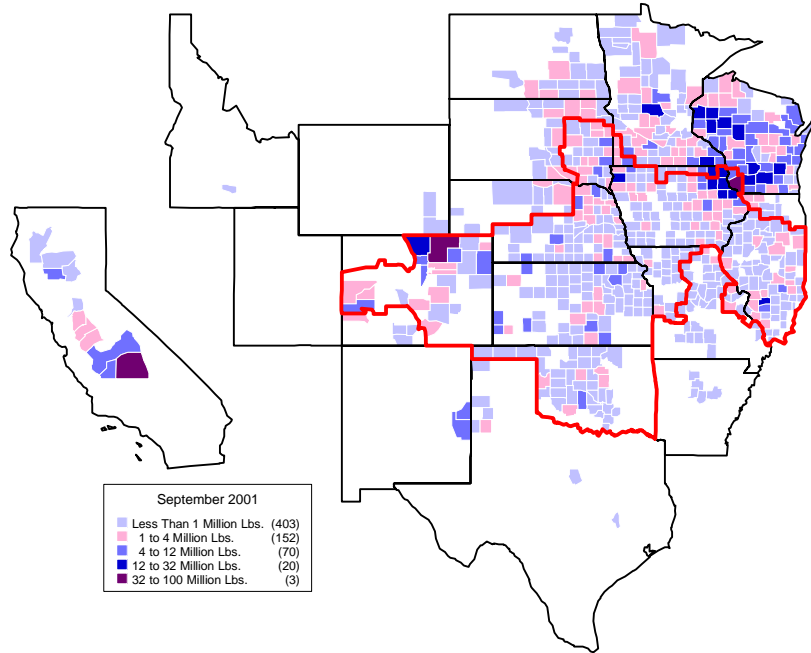 September 2001
Less Than 1 Million Lbs. (403)
1 to 4 Million Lbs. (152)
4 to 12 Million Lbs. (70)
12 to 32 Million Lbs. (20)
32 to 100 Million Lbs. (3)